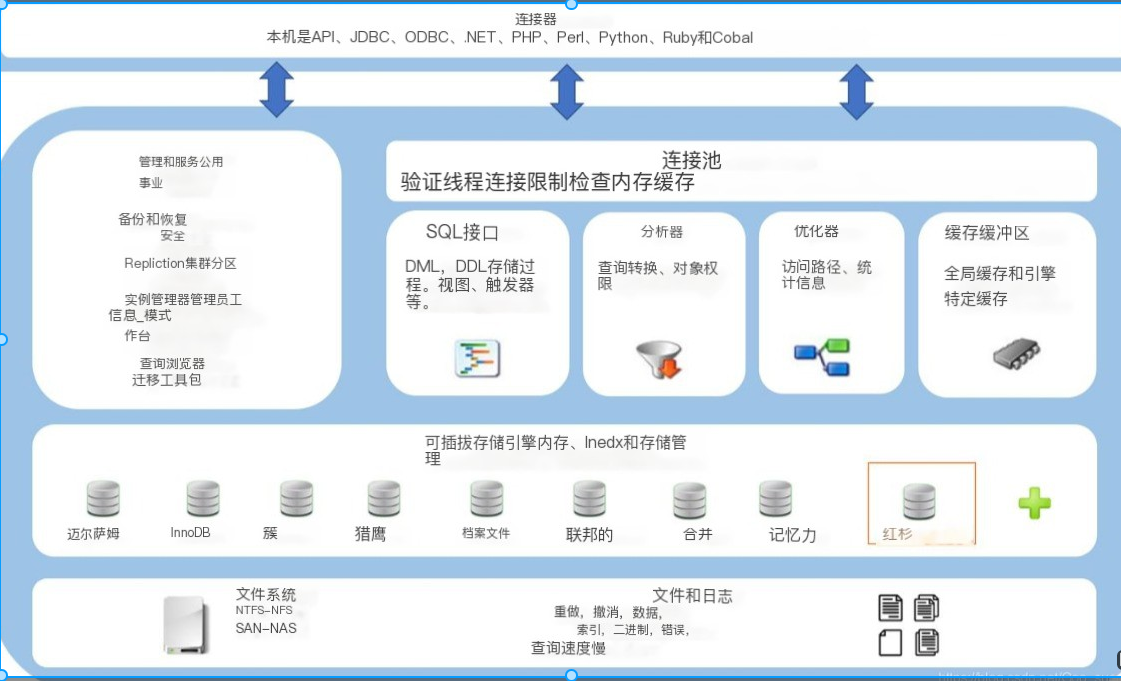 连接器
本机是API、JDBC、ODBC、.NET、PHP、Perl、Python、Ruby和Cobal
管理和服务公用
事业
备份和恢复
安全
Repliction集群分区
实例管理器管理员工
信息_模式
作台
查询浏览器
迁移工具包
连接池
验证线程连接限制检查内存缓存
SQL接口
DML，DDL存储过
程。视图、触发器
等。
分析器
查询转换、对象权
限
优化器
访问路径、统
计信息
缓存缓冲区
全局缓存和引擎
特定缓存
可插拔存储引擎内存、Inedx和存储管
理
迈尔萨姆
InnoDB
簇
猎鹰
档案文件
联邦的
合并
记忆力
红杉
文件系统
NTFS-NFS
SAN-NAS
文件和日志
重做，撤消，数据，
索引，二进制，错误，
查询速度慢